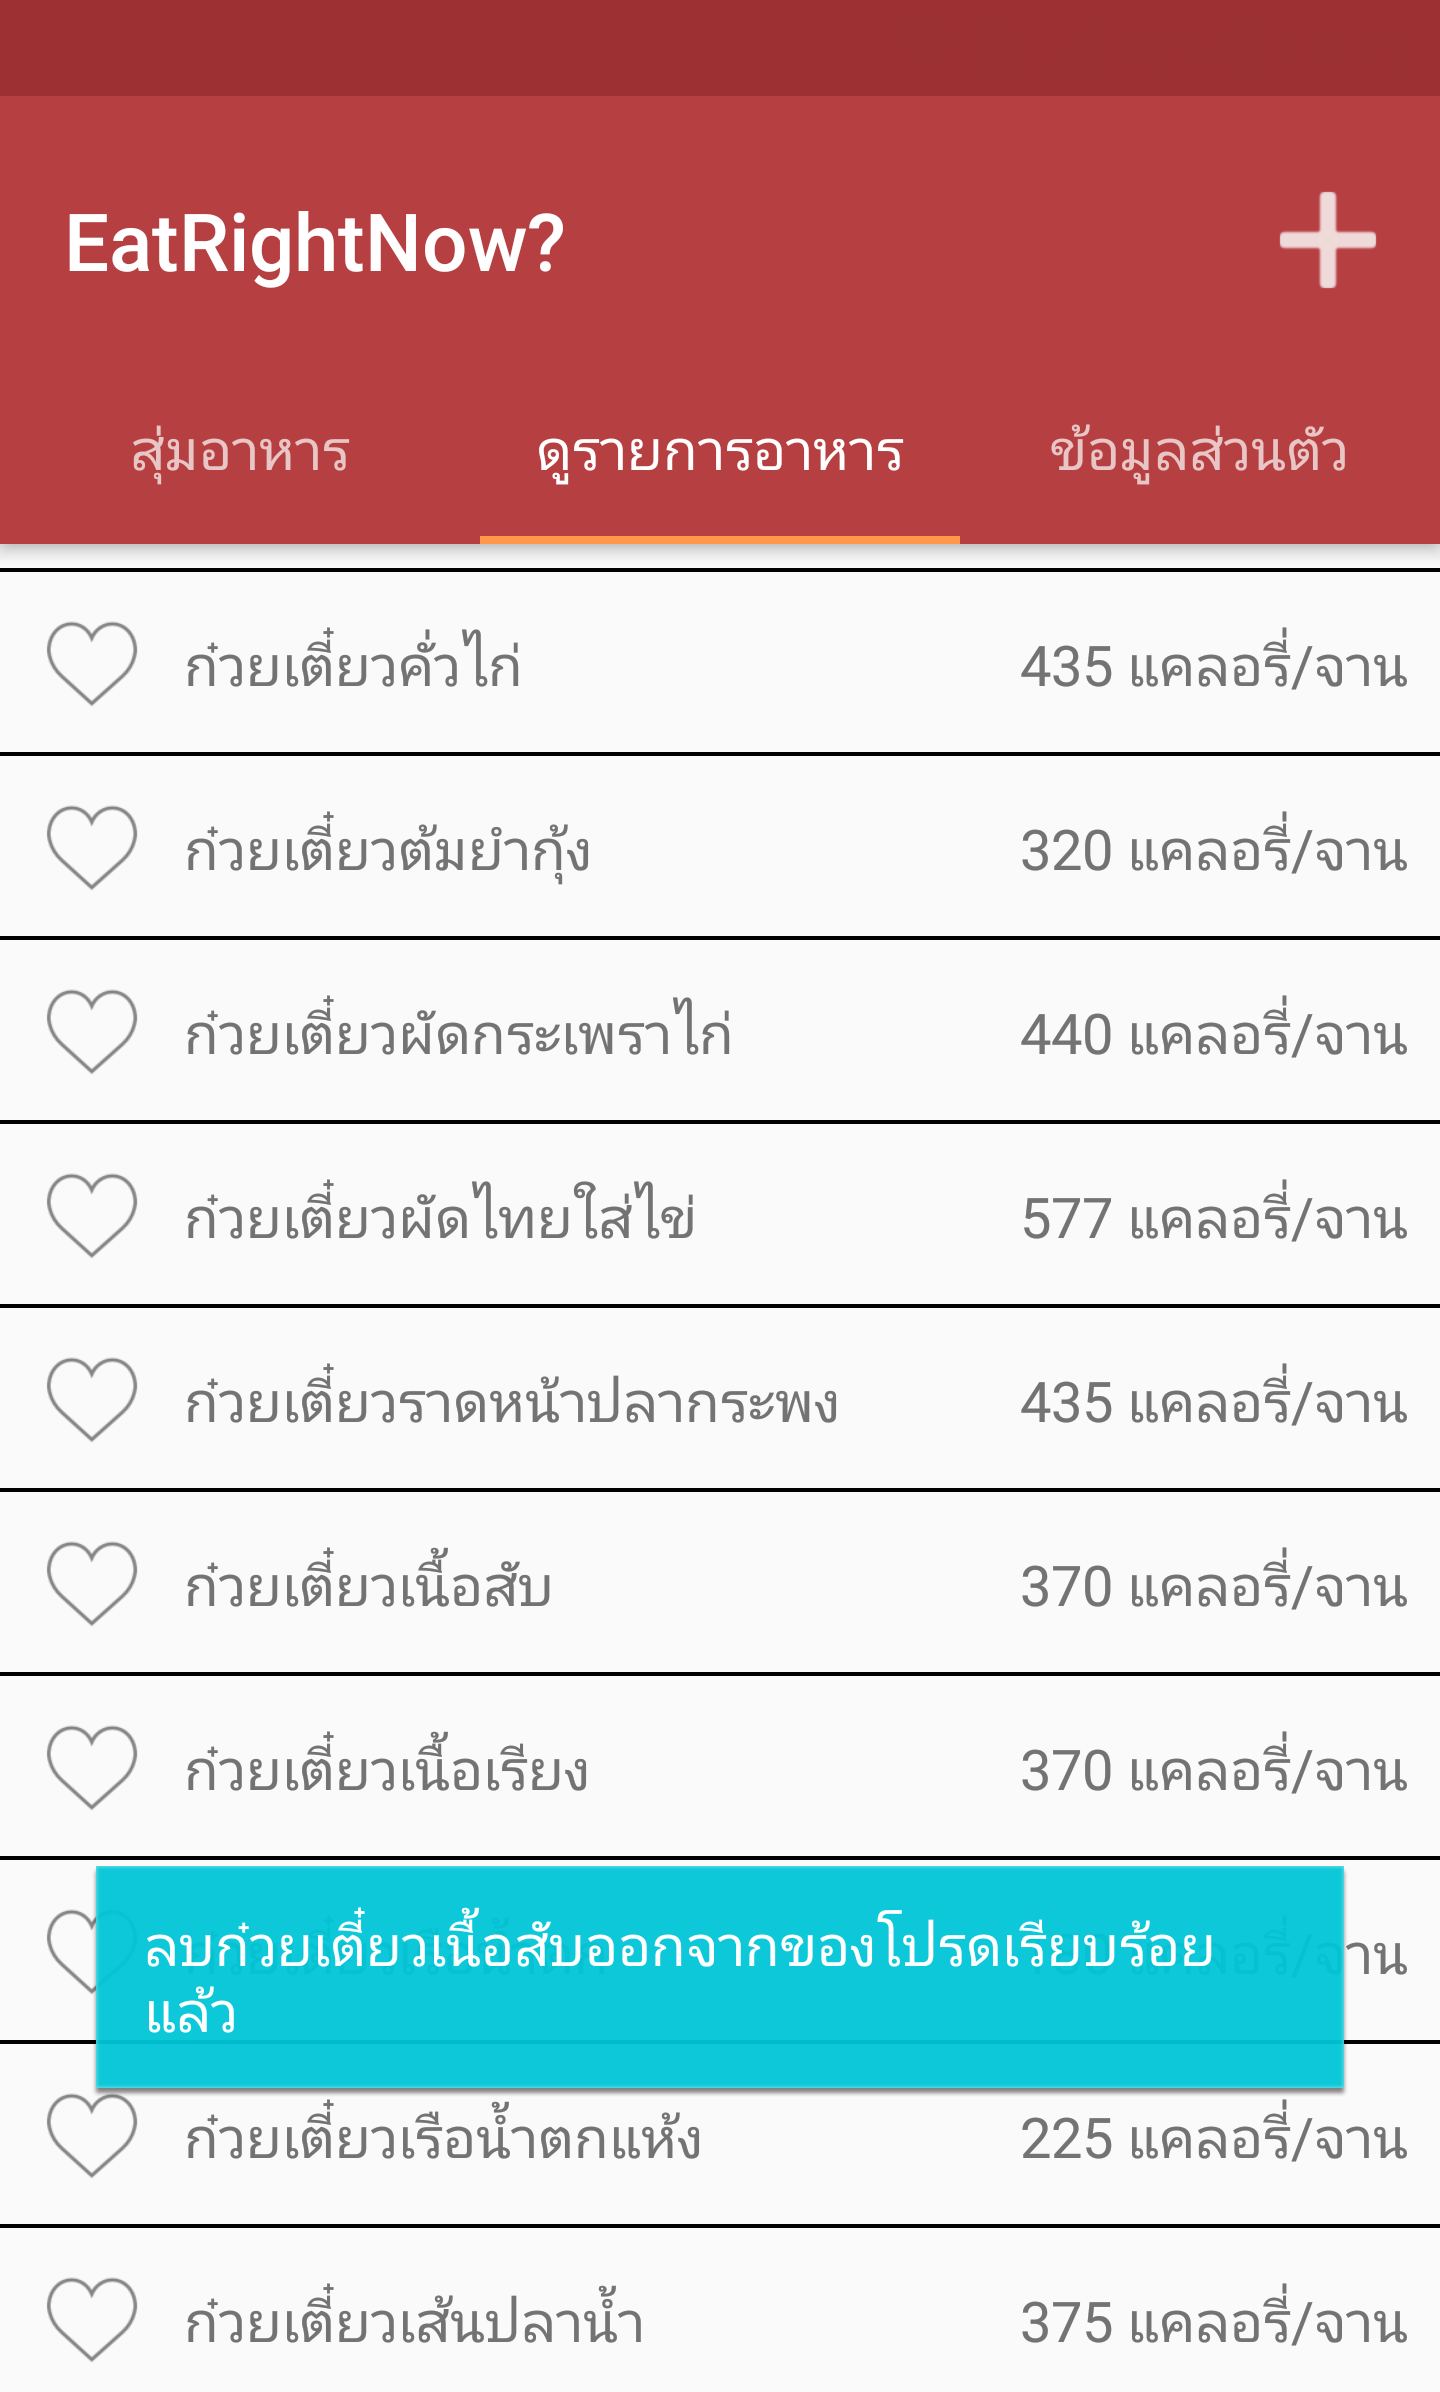 EatRightNow?
สุ่มอาหาร ดูรายการอาหาร ข้อมูลส่วนตัว
ก๋วยเตี๋ยวคั่วไก่ 435 แคลอรี่/จาน
ก๋วยเตี๋ยวต้มยำกุ้ง 320 แคลอรี่/จาน
ก๋วยเตี๋ยวผัดกระเพราไก่ 440 แคลอรี่/จาน
ก๋วยเตี๋ยวผัดไทยใส่ไข่ 577 แคลอรี่/จาน
ก๋วยเตี๋ยวราดหน้าปลากระพง 435 แคลอรี่/จาน
ก๋วยเตี๋ยวเนื้อสับ 370 แคลอรี่/จาน
ก๋วยเตี๋ยวเนื้อเรียง 370 แคลอรี่/จาน
ลบก๋วยเตี๋ยวเนื้อสับออกจากของโปรดเรียบร้อย
แล้ว
ก๋วยเตี๋ยวเรือน้ำตกแห้ง 225 แคลอรี่/จาน
ก๋วยเตี๋ยวเส้นปลาน้ำ 375 แคลอรี่/จาน